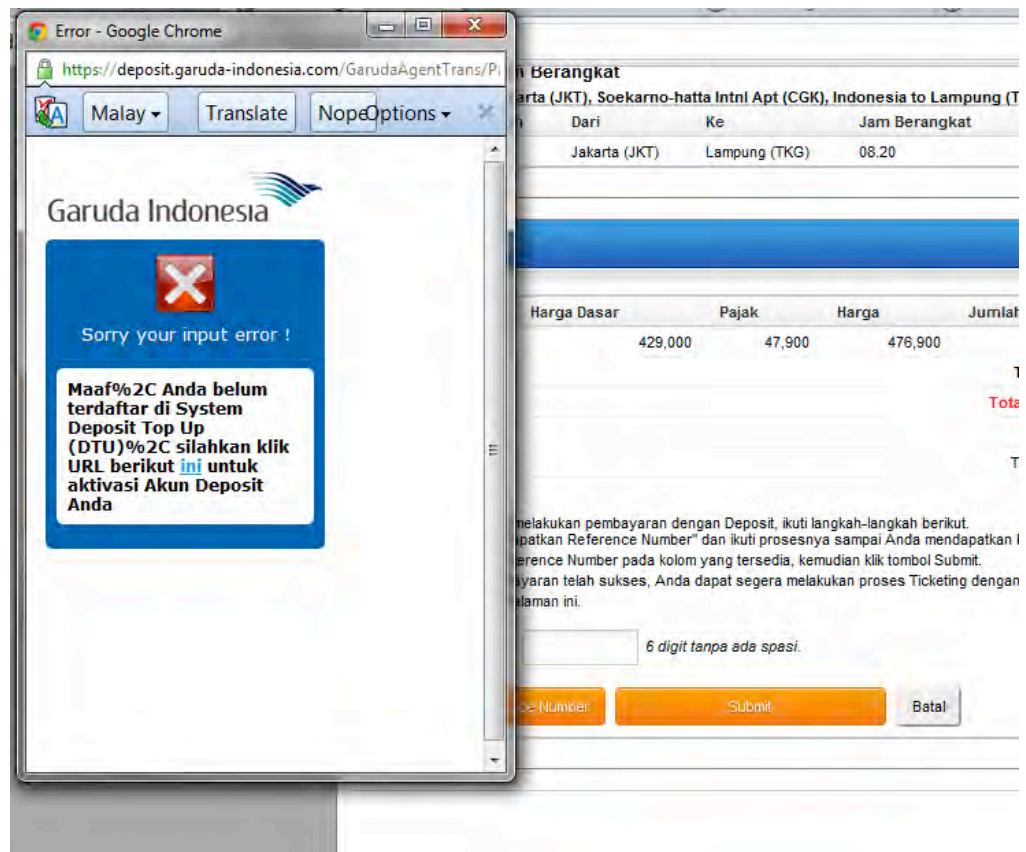 Error - Google Chrome
https://deposit.garuda-indonesia.com/GarudaAgentTrans/P
Malay
Translate
Nope
Options
Garuda Indonesia
Sorry your input error !
Maaf%2C Anda belum
terdaftar di System
Deposit Top Up
(DTU)%2C silahkan klik
URL berikut ini untuk
aktivasi Akun Deposit
Anda
Berangkat
(JKT), Soekarno-hatta Intnl Apt (CGK), Indonesia to Lampung
Dari Ke Jam Berangkat
Jakarta (JKT) Lampung (TKG) 08.20
Harga Dasar Pajak Harga Jumlah
429,000 47,900 476,900
melakukan pembayaran dengan Deposit, ikuti langkah-langkah berikut.
Reference Number" dan ikuti prosesnya sampai Anda mendapatkan
Number pada kolom yang tersedia, kemudian klik tombol Submit.
telah sukses, Anda dapat segera melakukan proses Ticketing dengan
ini.
6 digit tanpa ada spasi.
Number Submit Batal